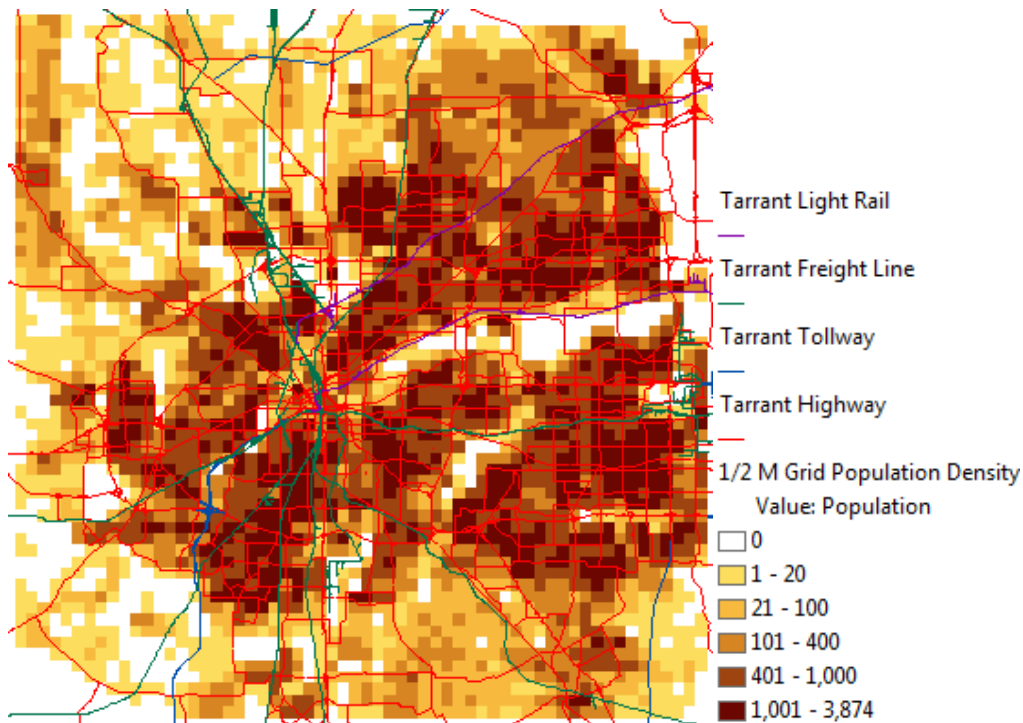 Tarrant Light Rail
Tarrant Freight Line
Tarrant Tollway
Tarrant Highway
1/2 M Grid Population Density
Value: Population
0
1 - 20
21 - 100
101 - 400
401 - 1,000
1,001 - 3,874